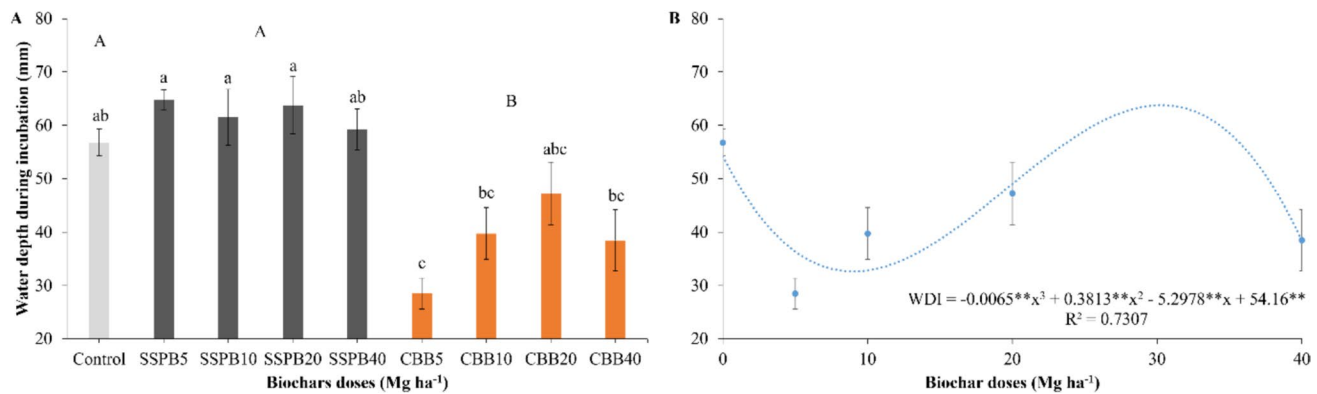 A
Water depth during incubation (mm)
80
70
60
50
40
30
20
A
A
B
ab
a
a
a
ab
c
bc
abc
bc
Control SSPB5 SSPB10 SSPB20 SSPB40 CBB5 CBB10 CBB20 CBB40
Biochars doses (Mg ha⁻¹)
B
80
70
60
50
40
30
20
WDI = -0.0065**x³ + 0.3813**x² - 5.2978**x + 54.16**
R² = 0.7307
0 10 20 30 40
Biochar doses (Mg ha⁻¹)